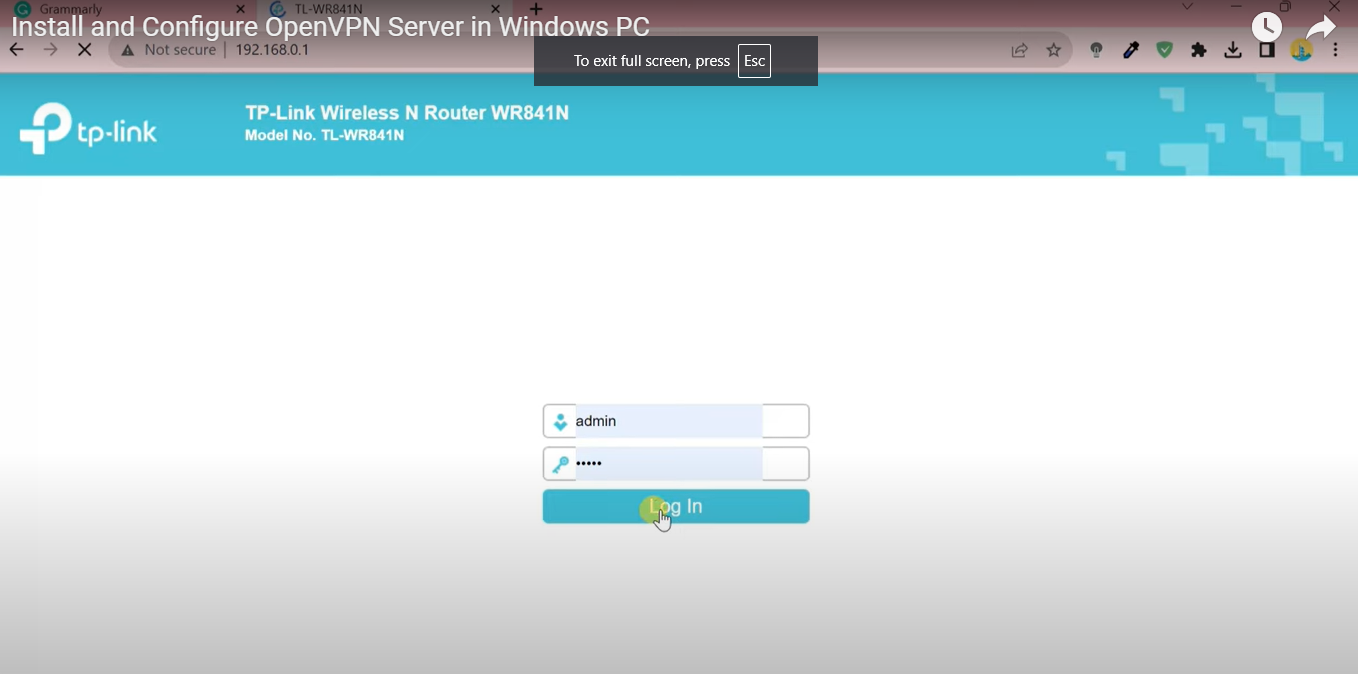 Grammarly
TL-WR841N
Install and Configure OpenVPN Server in Windows PC
Not secure | 192.168.0.1
To exit full screen, press Esc
tp-link
TP-Link Wireless N Router WR841N
Model No. TL-WR841N
admin
•••••
Log In